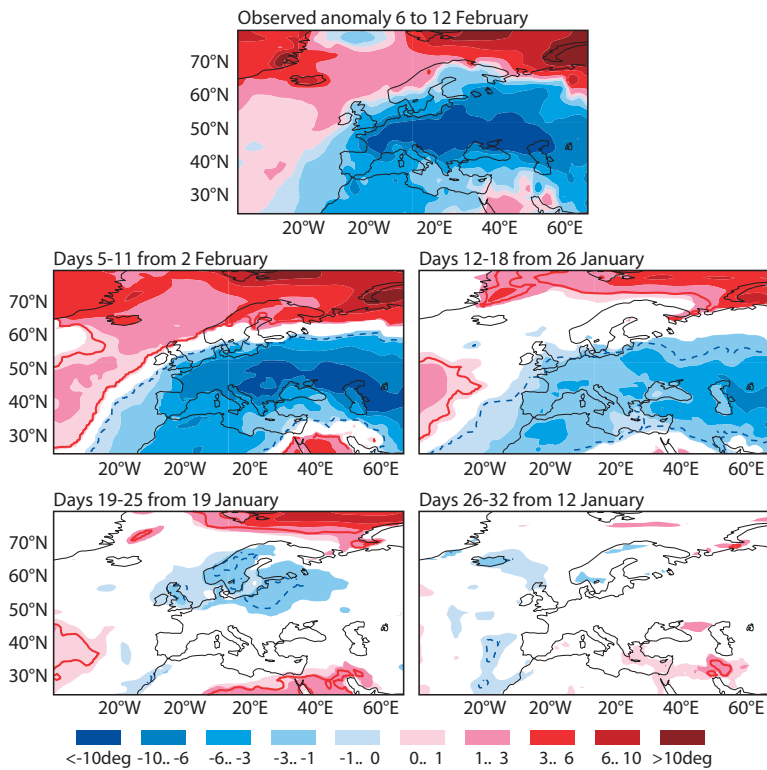 Observed anomaly 6 to 12 February
70°N
60°N
50°N
40°N
30°N
20°W 20°W 20°E 40°E 60°E
Days 5-11 from 2 February
70°N
60°N
50°N
40°N
30°N
20°W 20°W 20°E 40°E 60°E
Days 12-18 from 26 January
20°W 20°W 20°E 40°E 60°E
Days 19-25 from 19 January
70°N
60°N
50°N
40°N
30°N
20°W 20°W 20°E 40°E 60°E
Days 26-32 from 12 January
20°W 20°W 20°E 40°E 60°E
<-10deg -10.. -6 -6.. -3 -3.. -1 -1.. 0 0.. 1 1.. 3 3.. 6 6.. 10 >10deg